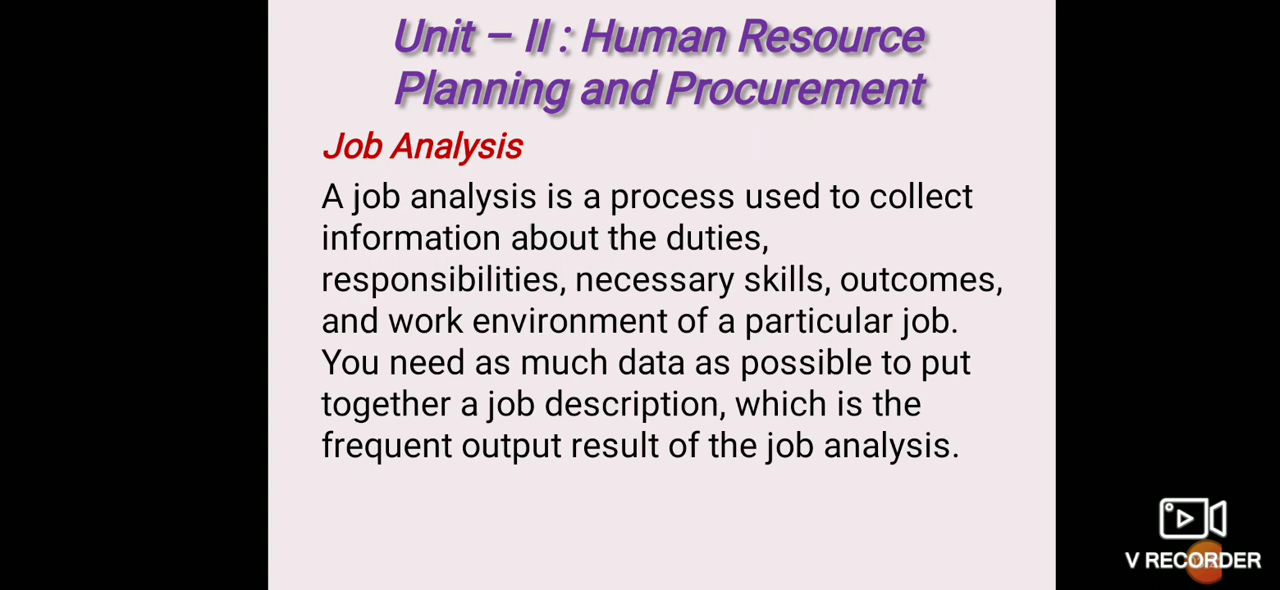 Unit – II : Human Resource
Planning and Procurement
Job Analysis
A job analysis is a process used to collect
information about the duties,
responsibilities, necessary skills, outcomes,
and work environment of a particular job.
You need as much data as possible to put
together a job description, which is the
frequent output result of the job analysis.
V RECORDER